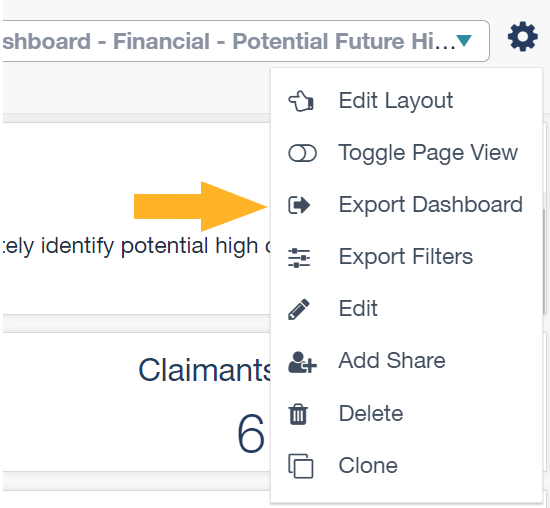 shboard - Financial - Potential Future Hi...
Edit Layout
Toggle Page View
Export Dashboard
tely identify potential high
Export Filters
Edit
Claimants
Add Share
6
Delete
Clone